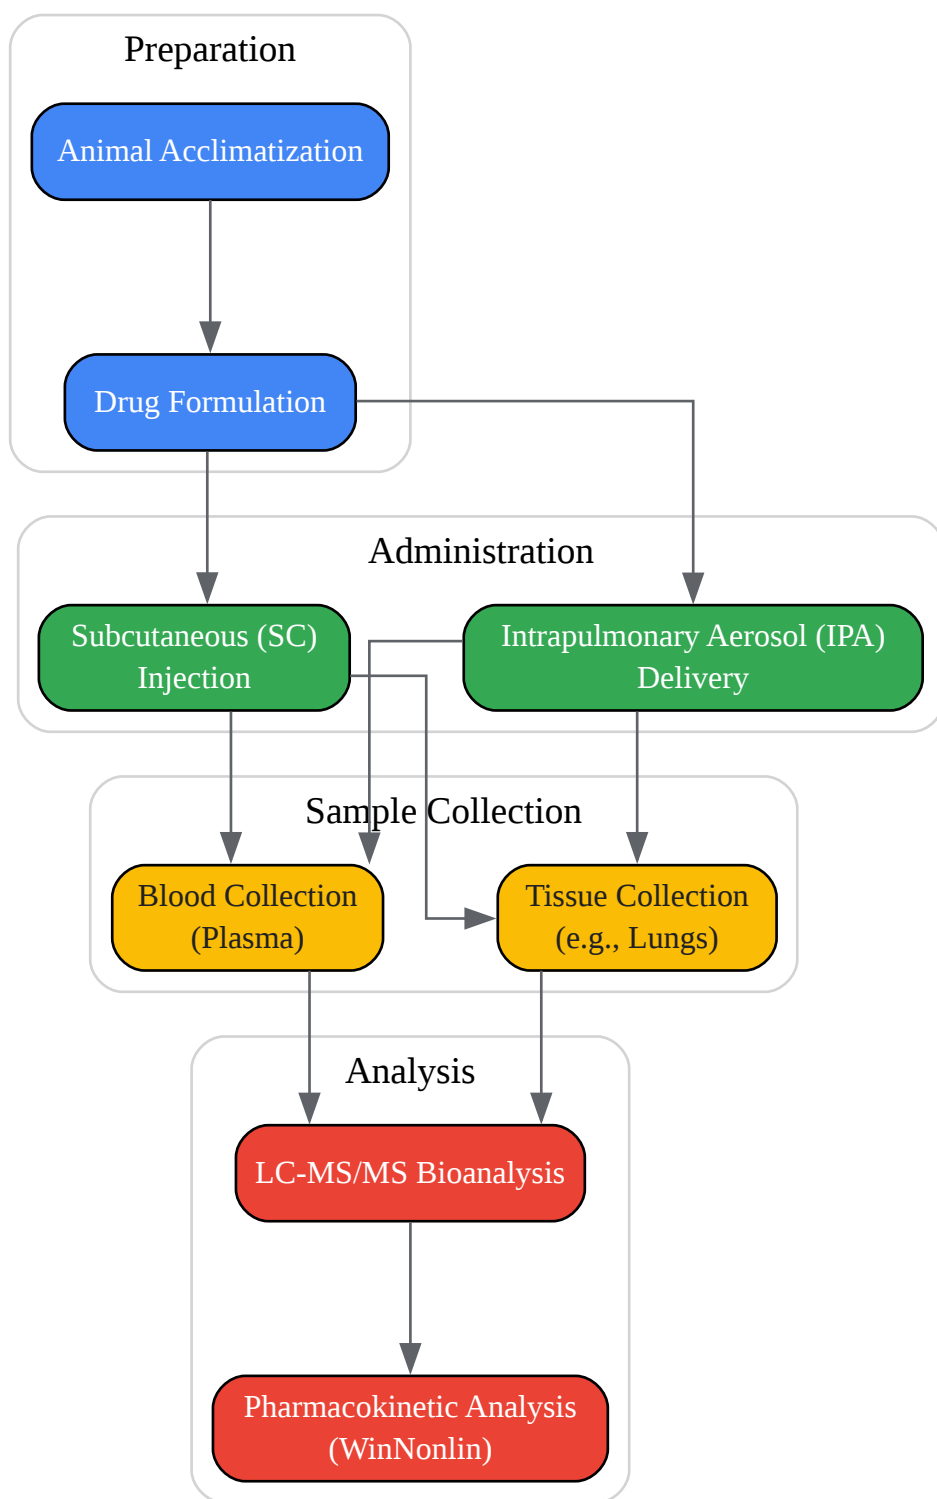 Preparation
Animal Acclimatization
Drug Formulation
Administration
Subcutaneous (SC)
Injection
Intrapulmonary Aerosol (IPA)
Delivery
Sample Collection
Blood Collection
(Plasma)
Tissue Collection
(e.g., Lungs)
Analysis
LC-MS/MS Bioanalysis
Pharmacokinetic Analysis
(WinNonlin)